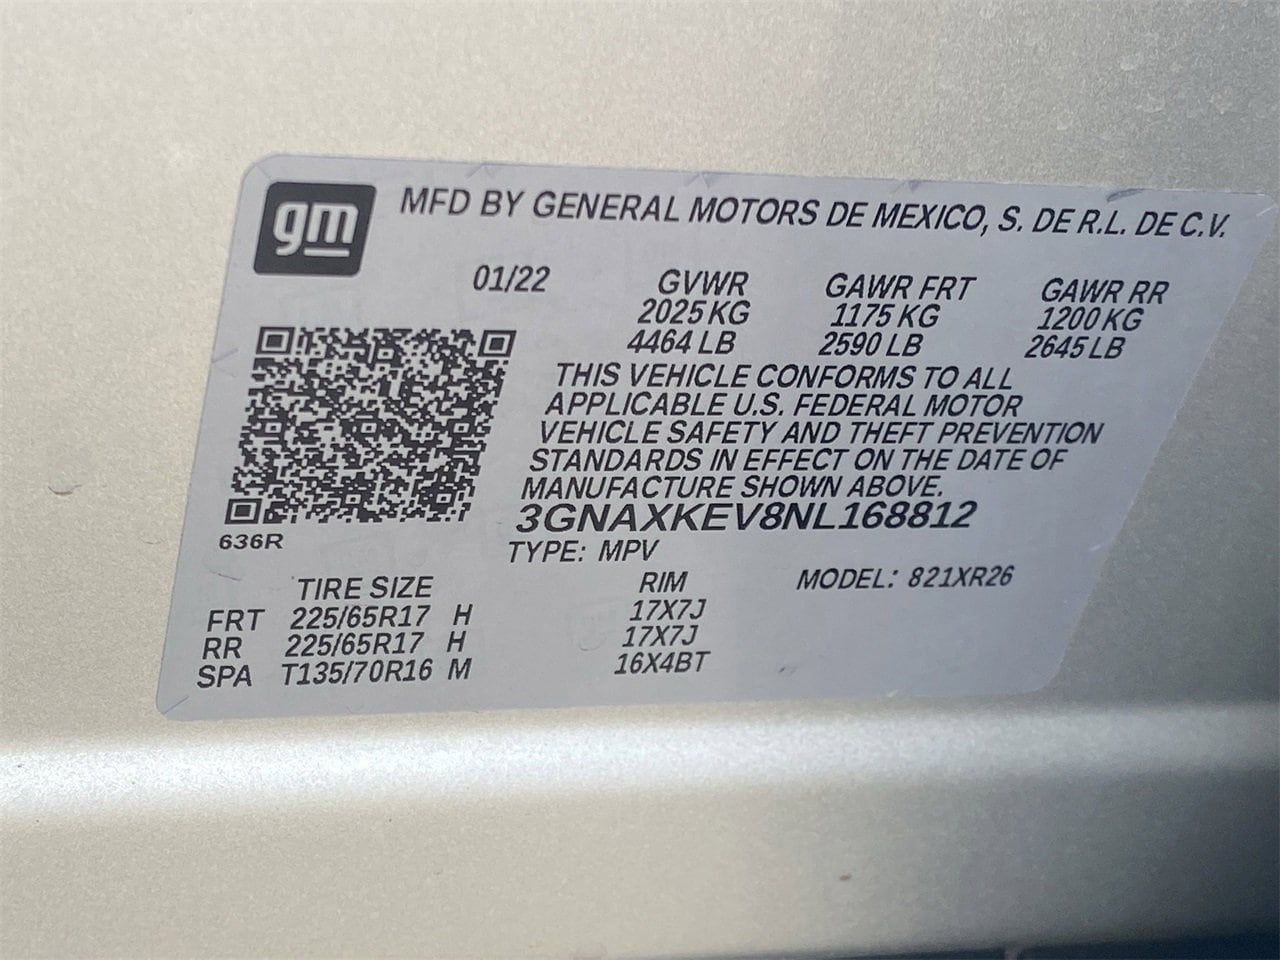 gm MFD BY GENERAL MOTORS DE MEXICO, S. DE R.L. DE C.V.
01/22 GVWR GAWR FRT GAWR RR
2025 KG 1175 KG 1200 KG
4464 LB 2590 LB 2645 LB
THIS VEHICLE CONFORMS TO ALL
APPLICABLE U.S. FEDERAL MOTOR
VEHICLE SAFETY AND THEFT PREVENTION
STANDARDS IN EFFECT ON THE DATE OF
MANUFACTURE SHOWN ABOVE.
3GNAXKEV8NL168812
636R
TYPE: MPV
MODEL: 821XR26
TIRE SIZE RIM
FRT 225/65R17 H 17X7J
RR 225/65R17 H 17X7J
SPA T135/70R16 M 16X4BT